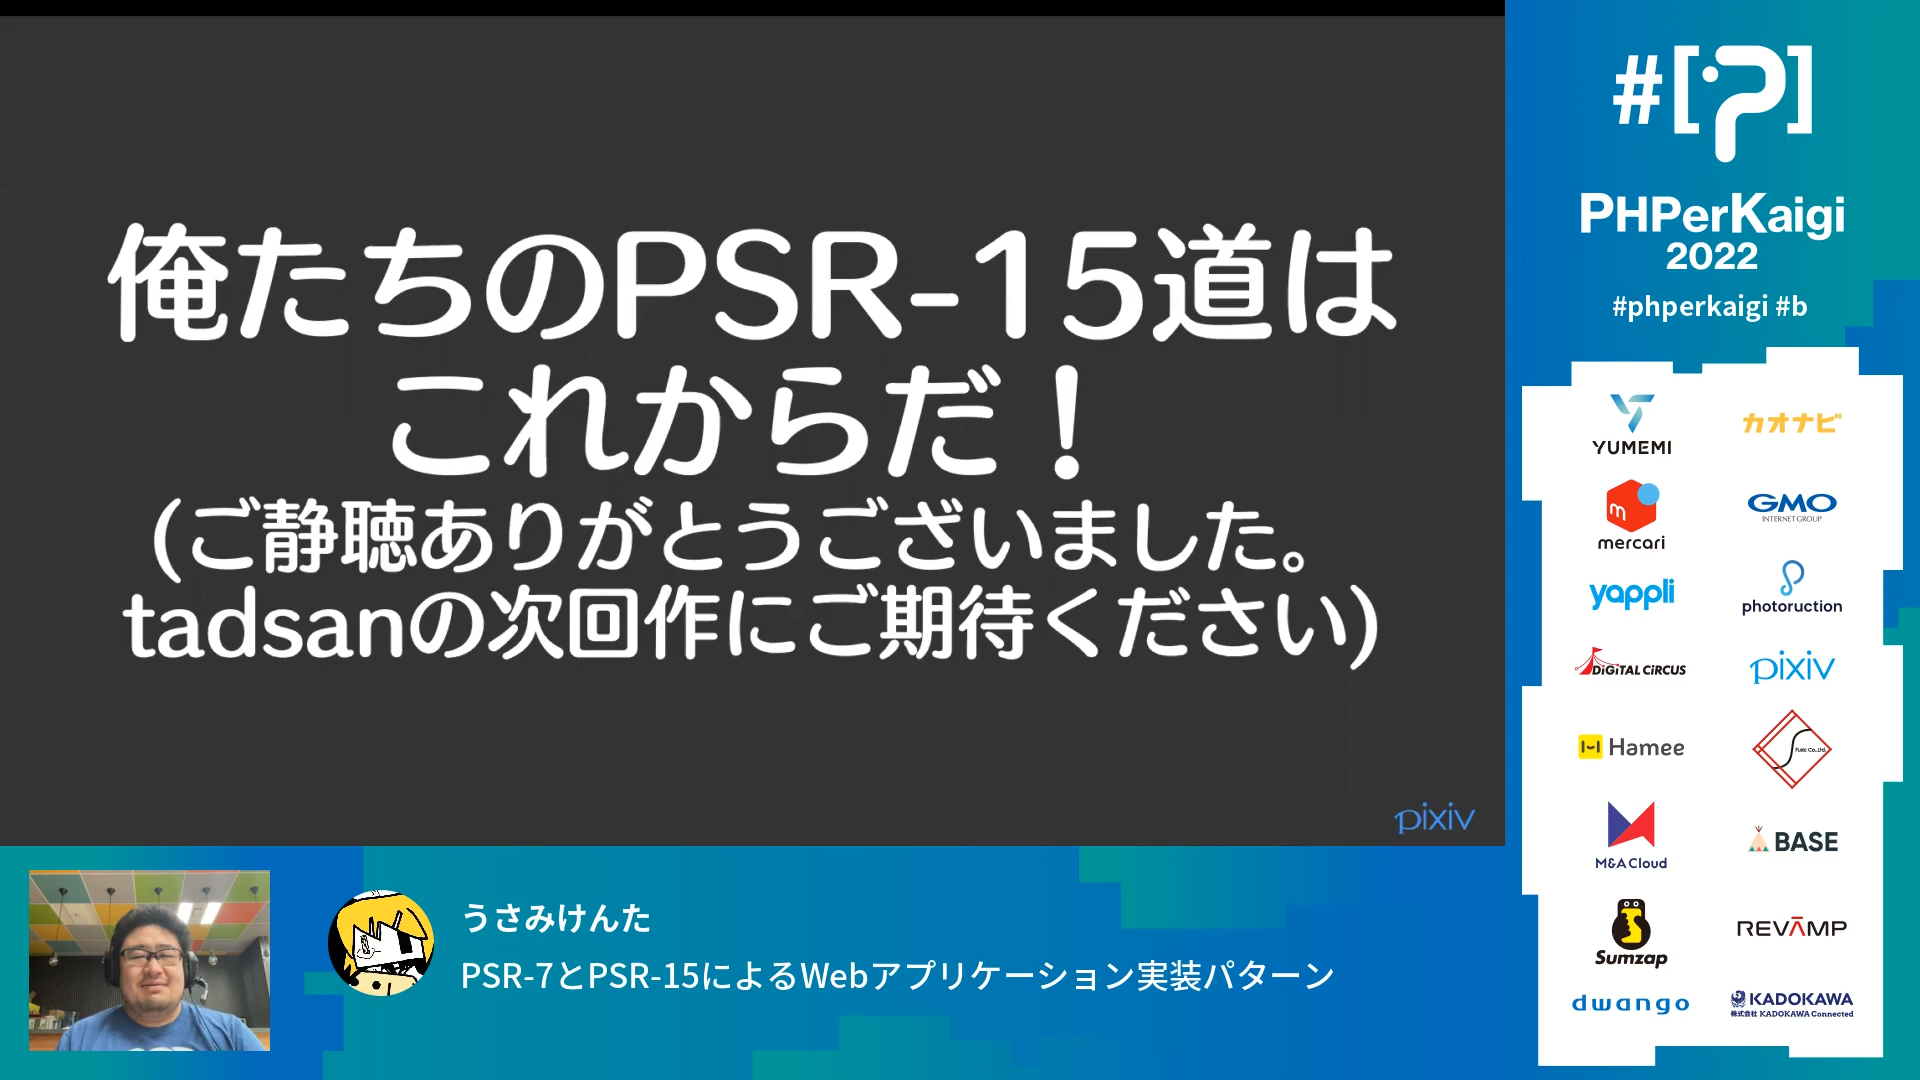 俺たちのPSR-15道は
これからだ！
(ご静聴ありがとうございました。
tadsanの次回作にご期待ください)
pixiv
うさみけんた
PSR-7とPSR-15によるWebアプリケーション実装パターン
#[?]
PHPerKaigi
2022
#phperkaigi #b
YUMEMI
カオナビ
mercari
GMO
INTERNET GROUP
yappli
photoruction
DiGiTAL CiRCUS
pixiv
Hamee
Fusic Co.,Ltd.
M&A Cloud
BASE
Sumzap
REVAMP
dwango
KADOKAWA
株式会社 KADOKAWA Connected